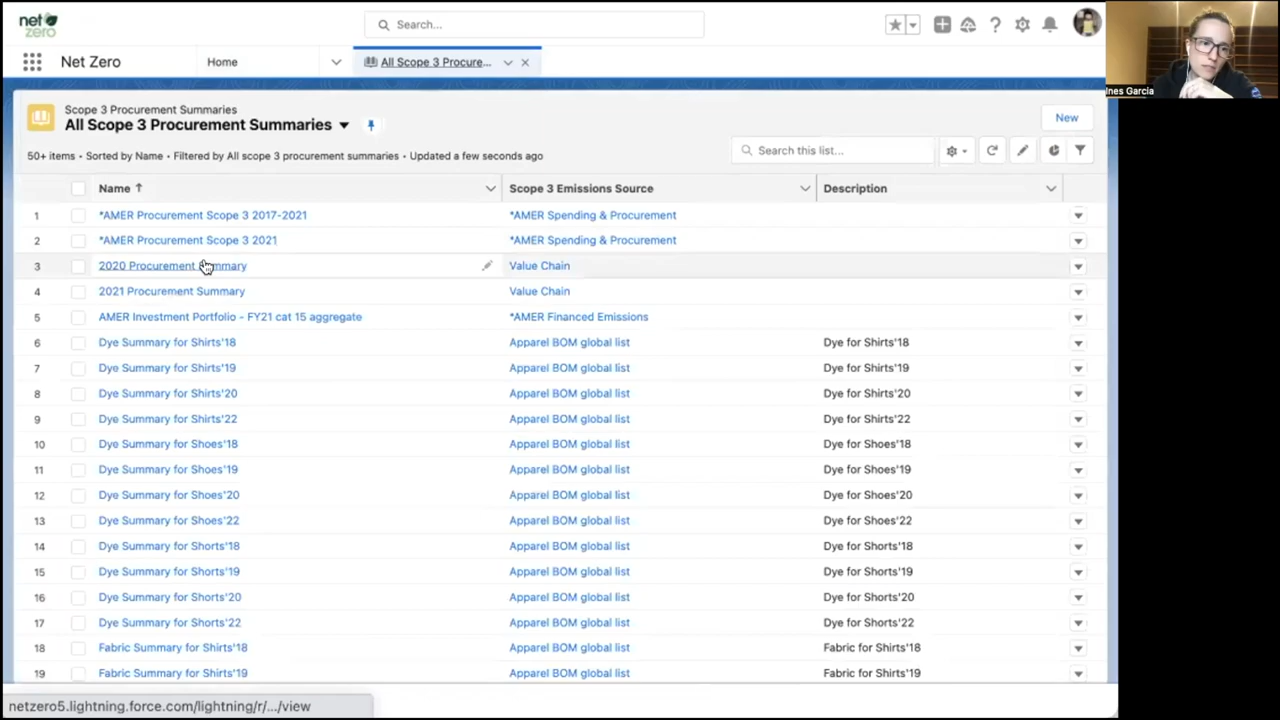 net zero
Search...
Ines Garcia
Net Zero
Home
All Scope 3 Procure...
Scope 3 Procurement Summaries
All Scope 3 Procurement Summaries
New
50+ items • Sorted by Name • Filtered by All scope 3 procurement summaries • Updated a few seconds ago
Search this list...
Name Scope 3 Emissions Source Description
1 *AMER Procurement Scope 3 2017-2021 *AMER Spending & Procurement
2 *AMER Procurement Scope 3 2021 *AMER Spending & Procurement
3 2020 Procurement Summary Value Chain
4 2021 Procurement Summary Value Chain
5 AMER Investment Portfolio - FY21 cat 15 aggregate *AMER Financed Emissions
6 Dye Summary for Shirts'18 Apparel BOM global list Dye for Shirts'18
7 Dye Summary for Shirts'19 Apparel BOM global list Dye for Shirts'19
8 Dye Summary for Shirts'20 Apparel BOM global list Dye for Shirts'20
9 Dye Summary for Shirts'22 Apparel BOM global list Dye for Shirts'22
10 Dye Summary for Shoes'18 Apparel BOM global list Dye for Shoes'18
11 Dye Summary for Shoes'19 Apparel BOM global list Dye for Shoes'19
12 Dye Summary for Shoes'20 Apparel BOM global list Dye for Shoes'20
13 Dye Summary for Shoes'22 Apparel BOM global list Dye for Shoes'22
14 Dye Summary for Shorts'18 Apparel BOM global list Dye for Shorts'18
15 Dye Summary for Shorts'19 Apparel BOM global list Dye for Shorts'19
16 Dye Summary for Shorts'20 Apparel BOM global list Dye for Shorts'20
17 Dye Summary for Shorts'22 Apparel BOM global list Dye for Shorts'22
18 Fabric Summary for Shirts'18 Apparel BOM global list Fabric for Shirts'18
19 Fabric Summary for Shirts'19 Apparel BOM global list Fabric for Shirts'19
netzero5.lightning.force.com/lightning/r/.../view